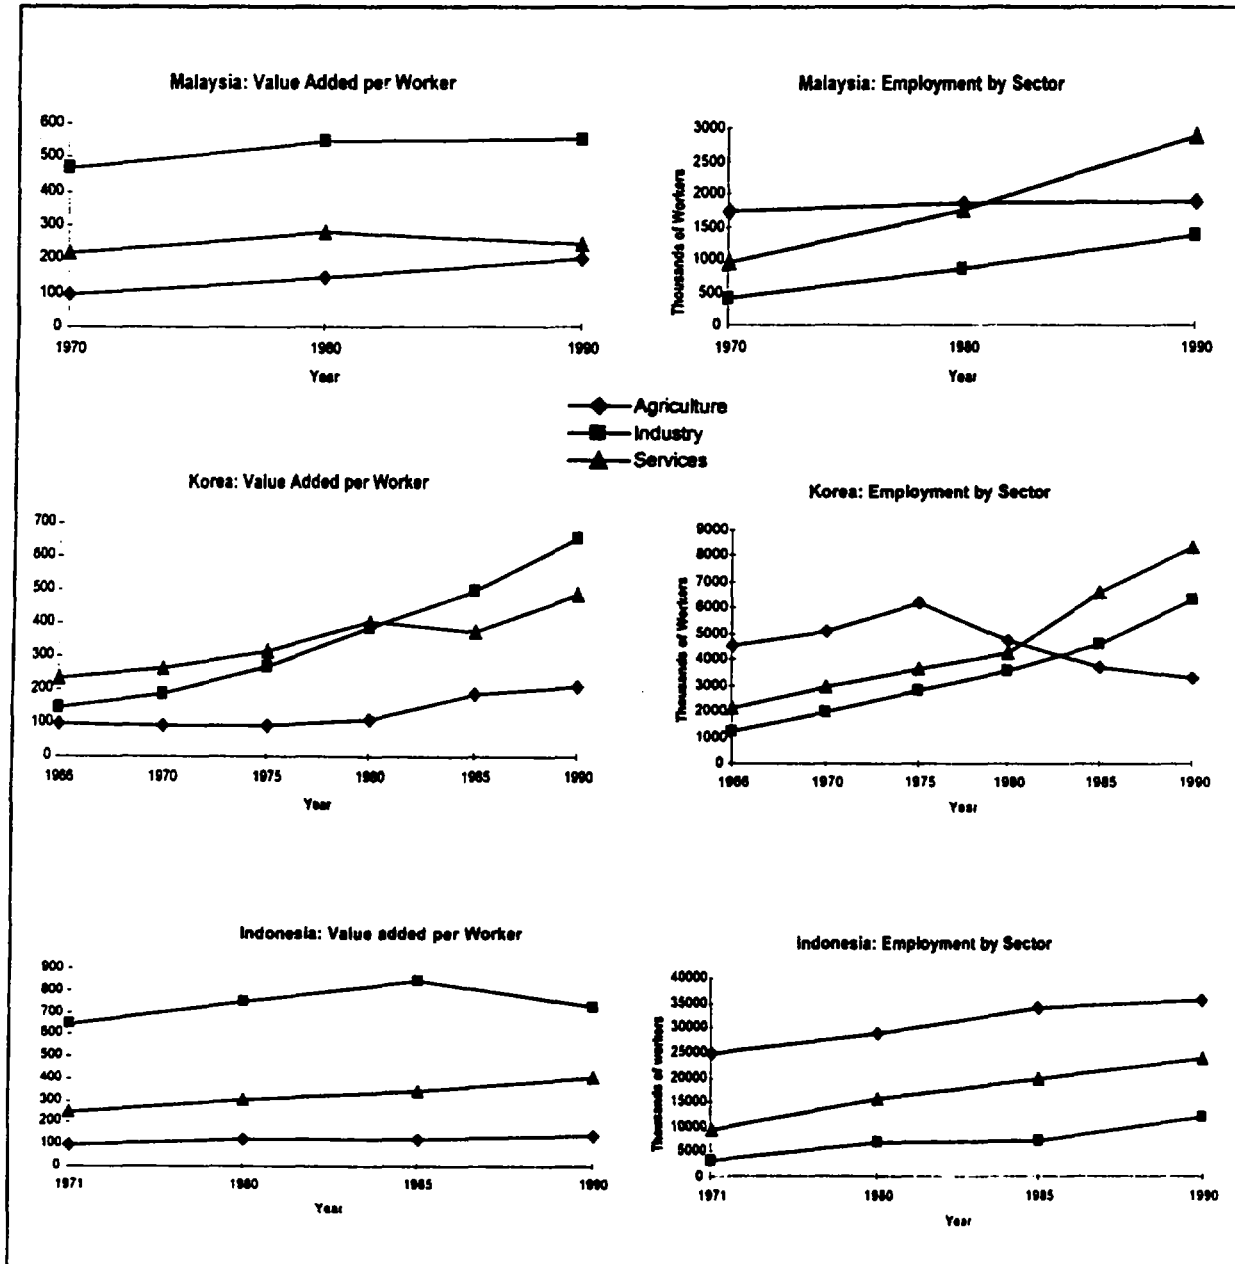 Malaysia: Value Added per Worker
600
500
400
300
200
100
0
1970 1980 1990
Year
Malaysia: Employment by Sector
Thousands of Workers
3000
2500
2000
1500
1000
500
0
1970 1980 1990
Year
Agriculture
Industry
Services
Korea: Value Added per Worker
700
600
500
400
300
200
100
0
1966 1970 1975 1980 1985 1990
Year
Korea: Employment by Sector
Thousands of Workers
9000
8000
7000
6000
5000
4000
3000
2000
1000
0
1966 1970 1975 1980 1985 1990
Year
Indonesia: Value added per Worker
900
800
700
600
500
400
300
200
100
0
1971 1980 1985 1990
Year
Indonesia: Employment by Sector
Thousands of workers
40000
35000
30000
25000
20000
15000
10000
5000
0
1971 1980 1985 1990
Year